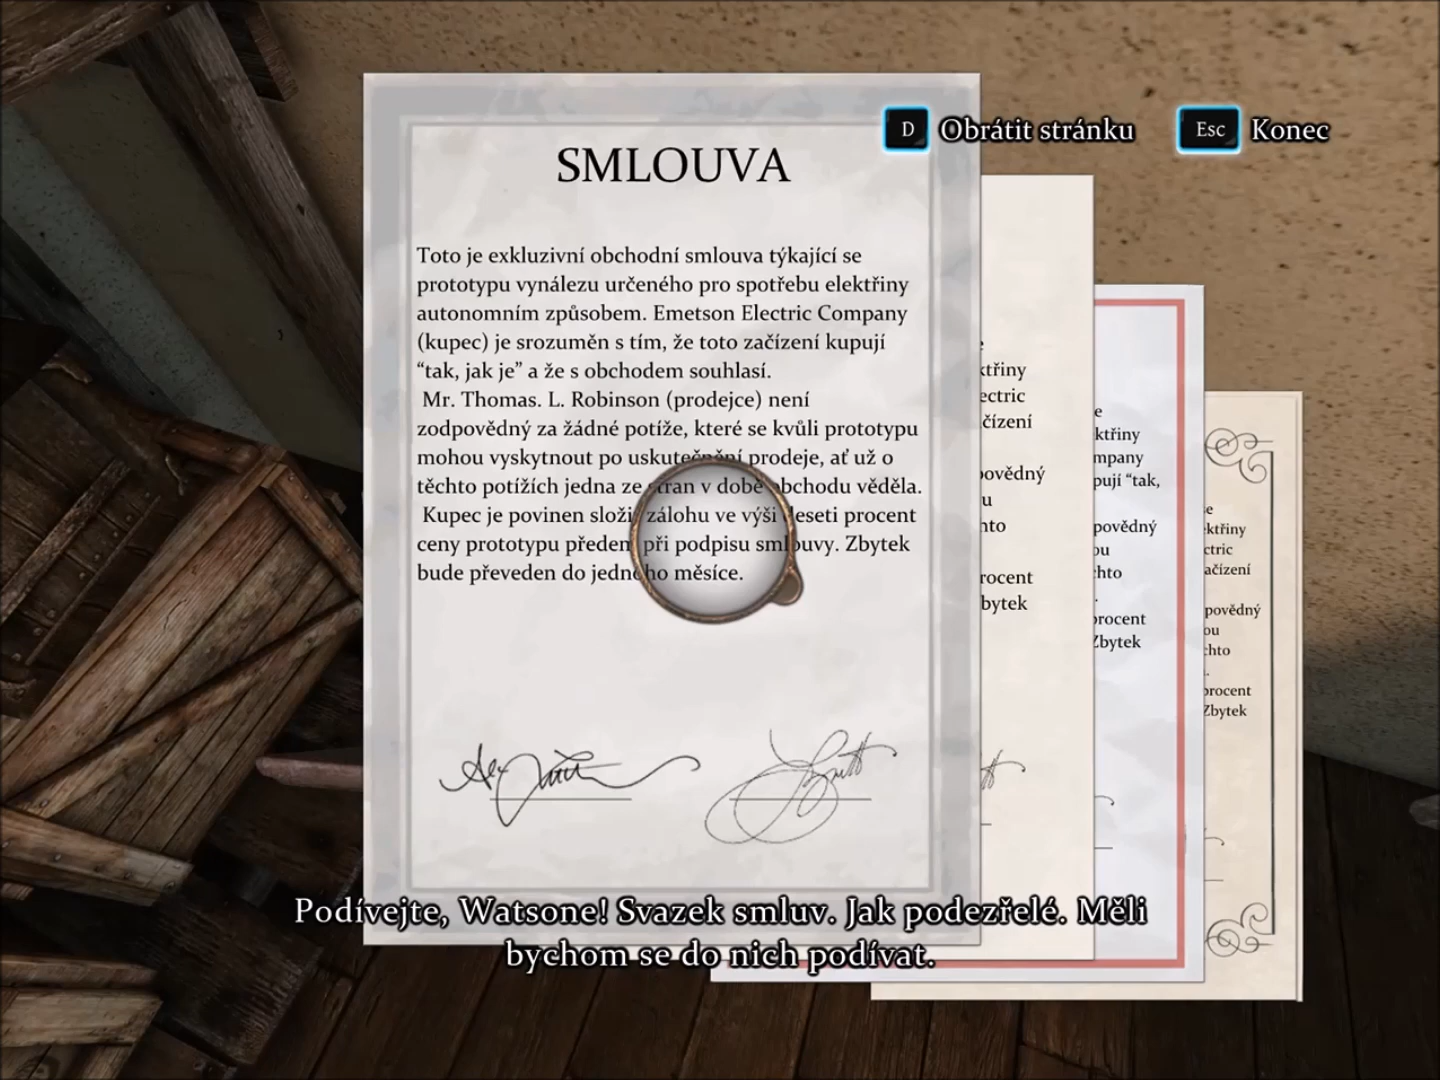 D Obrátit stránku Esc Konec
SMLOUVA
Toto je exkluzivní obchodní smlouva týkající se
prototypu vynálezu určeného pro spotřebu elektřiny
autonomním způsobem. Emetson Electric Company
(kupec) je srozuměn s tím, že toto začízení kupují
“tak, jak je” a že s obchodem souhlasí.
Mr. Thomas. L. Robinson (prodejce) není
zodpovědný za žádné potíže, které se kvůli prototypu
mohou vyskytnout po uskutečnění prodeje, ať už o
těchto potížích jedna ze stran v době obchodu věděla.
Kupec je povinen složit zálohu ve výši deseti procent
ceny prototypu předem při podpisu smlouvy. Zbytek
bude převeden do jednoho měsíce.
Podívejte, Watsone! Svazek smluv. Jak podezřelé. Měli
bychom se do nich podívat.